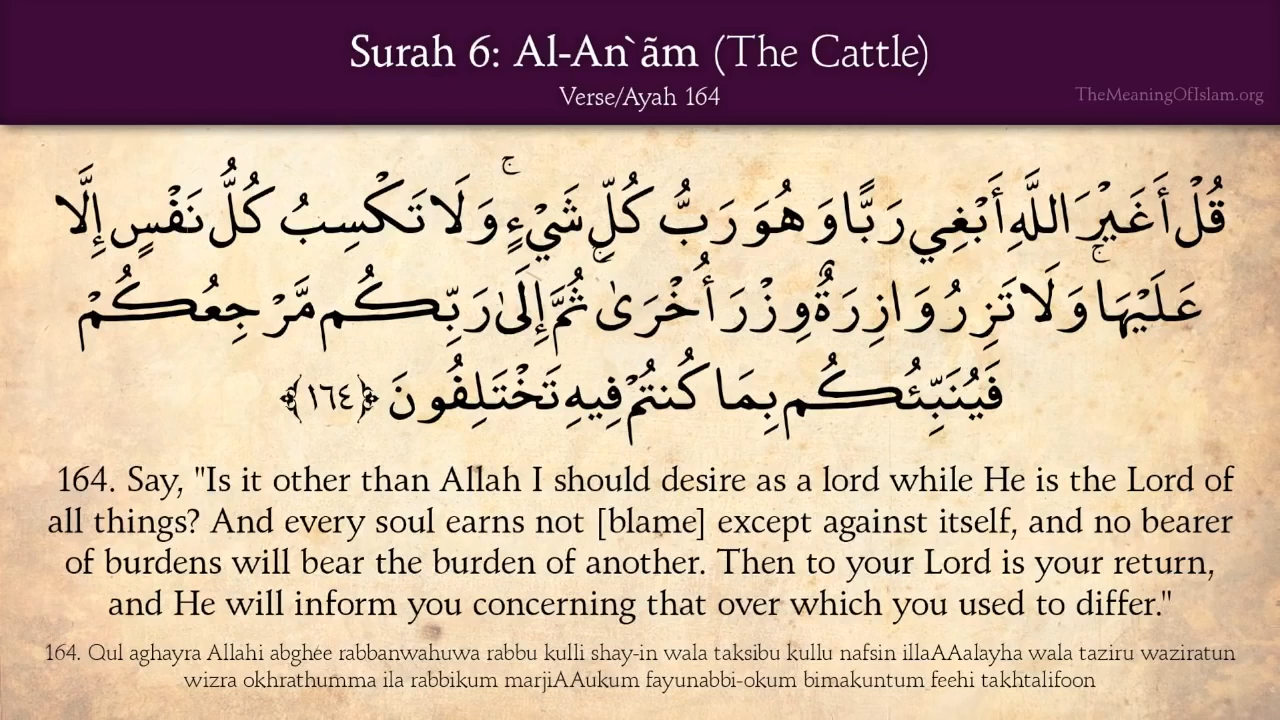 Surah 6: Al-An`ãm (The Cattle)
Verse/Ayah 164
TheMeaningOfIslam.org
قُلْ أَغَيْرَ اللَّهِ أَبْغِي رَبًّا وَهُوَ رَبُّ كُلِّ شَيْءٍ ۚ وَلَا تَكْسِبُ كُلُّ نَفْسٍ إِلَّا
عَلَيْهَا ۚ وَلَا تَزِرُ وَازِرَةٌ وِزْرَ أُخْرَىٰ ۚ ثُمَّ إِلَىٰ رَبِّكُم مَّرْجِعُكُمْ
فَيُنَبِّئُكُم بِمَا كُنتُمْ فِيهِ تَخْتَلِفُونَ ﴿١٦٤﴾
164. Say, "Is it other than Allah I should desire as a lord while He is the Lord of
all things? And every soul earns not [blame] except against itself, and no bearer
of burdens will bear the burden of another. Then to your Lord is your return,
and He will inform you concerning that over which you used to differ."
164. Qul aghayra Allahi abghee rabbanwahuwa rabbu kulli shay-in wala taksibu kullu nafsin illaAAalayha wala taziru waziratun
wizra okhrathumma ila rabbikum marjiAAukum fayunabbi-okum bimakuntum feehi takhtalifoon